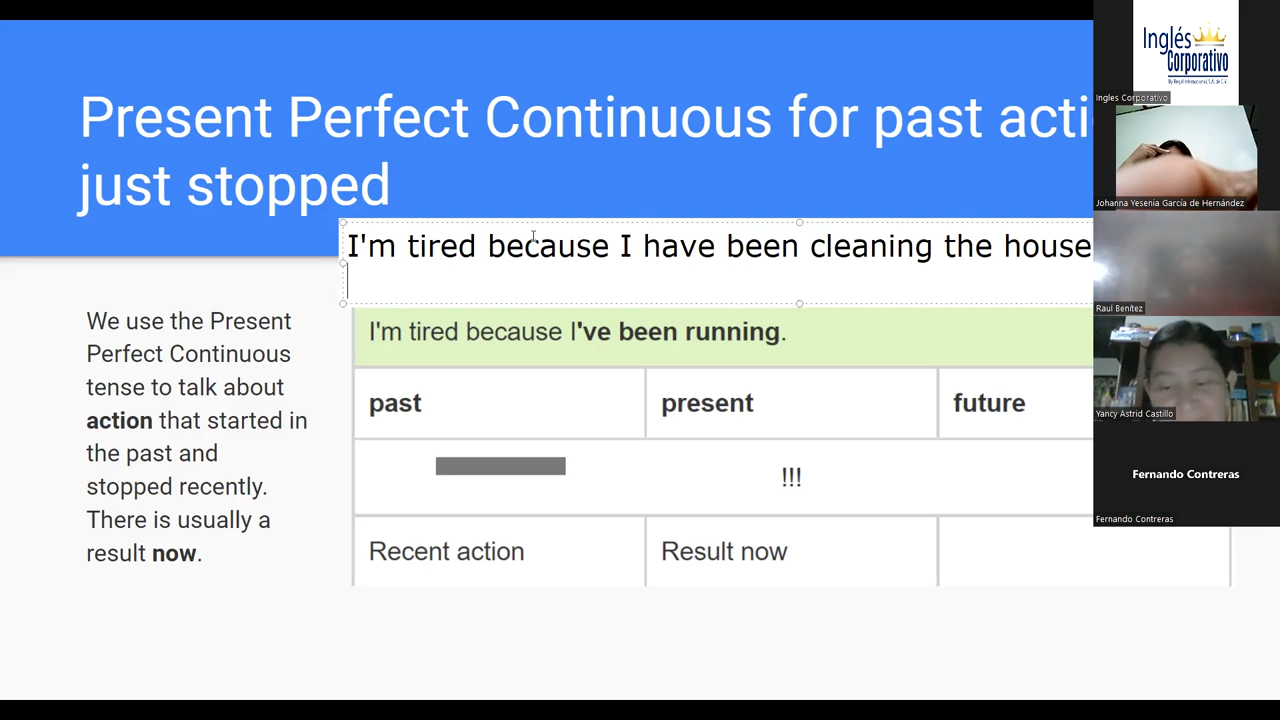 Present Perfect Continuous for past acti
just stopped
I'm tired because I have been cleaning the house
We use the Present
Perfect Continuous
tense to talk about
action that started in
the past and
stopped recently.
There is usually a
result now.
I'm tired because I've been running.
past present future
!!!
Recent action Result now
Inglés
Corporativo
Ingles Corporativo
Johanna Yesenia García de Hernández
Raul Benítez
Yancy Astrid Castillo
Fernando Contreras
Fernando Contreras